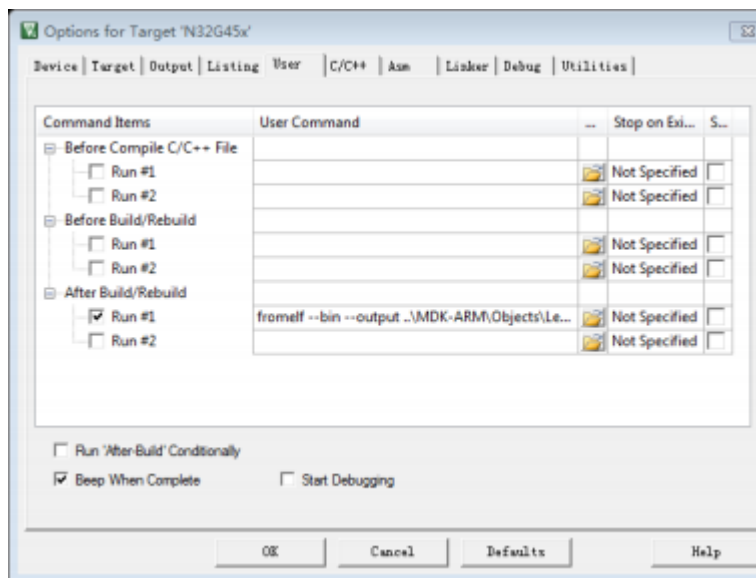 Options for Target 'N32G45x'
Device | Target | Output | Listing User | C/C++ | Asm | Linker | Debug | Utilities |
Command Items User Command ... Stop on Exi... S...
Before Compile C/C++ File
Run #1 Not Specified
Run #2 Not Specified
Before Build/Rebuild
Run #1 Not Specified
Run #2 Not Specified
After Build/Rebuild
Run #1 fromelf --bin --output ..\MDK-ARM\Objects\Le... Not Specified
Run #2 Not Specified
Run 'After-Build' Conditionally
Beep When Complete Start Debugging
OK Cancel Defaults Help